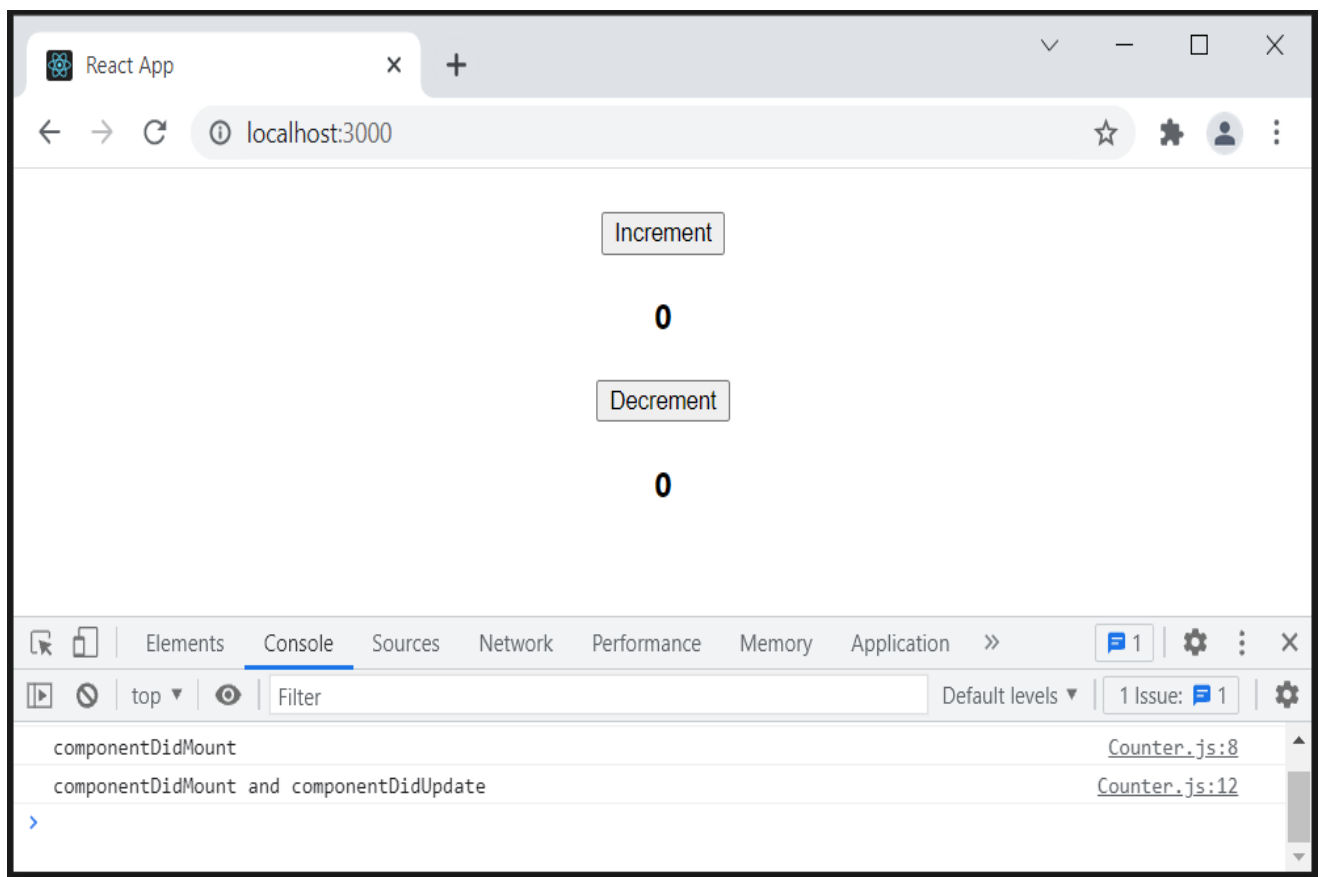 React App
localhost:3000
Increment
0
Decrement
0
Elements Console Sources Network Performance Memory Application 1
top Filter Default levels 1 Issue: 1
componentDidMount Counter.js:8
componentDidMount and componentDidUpdate Counter.js:12